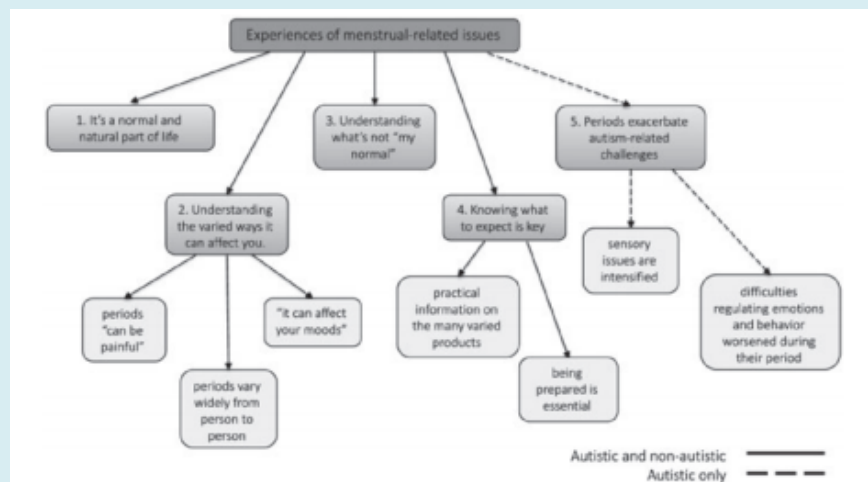 Experiences of menstrual-related issues
1. It's a normal and
natural part of life
3. Understanding
what's not "my
normal"
5. Periods exacerbate
autism-related
challenges
2. Understanding
the varied ways it
can affect you.
4. Knowing what
to expect is key
sensory
issues are
intensified
periods
"can be
painful"
"it can affect
your moods"
practical
information on
the many varied
products
difficulties
regulating emotions
and behavior
worsened during
their period
periods vary
widely from
person to
person
being
prepared is
essential
Autistic and non-autistic
Autistic only